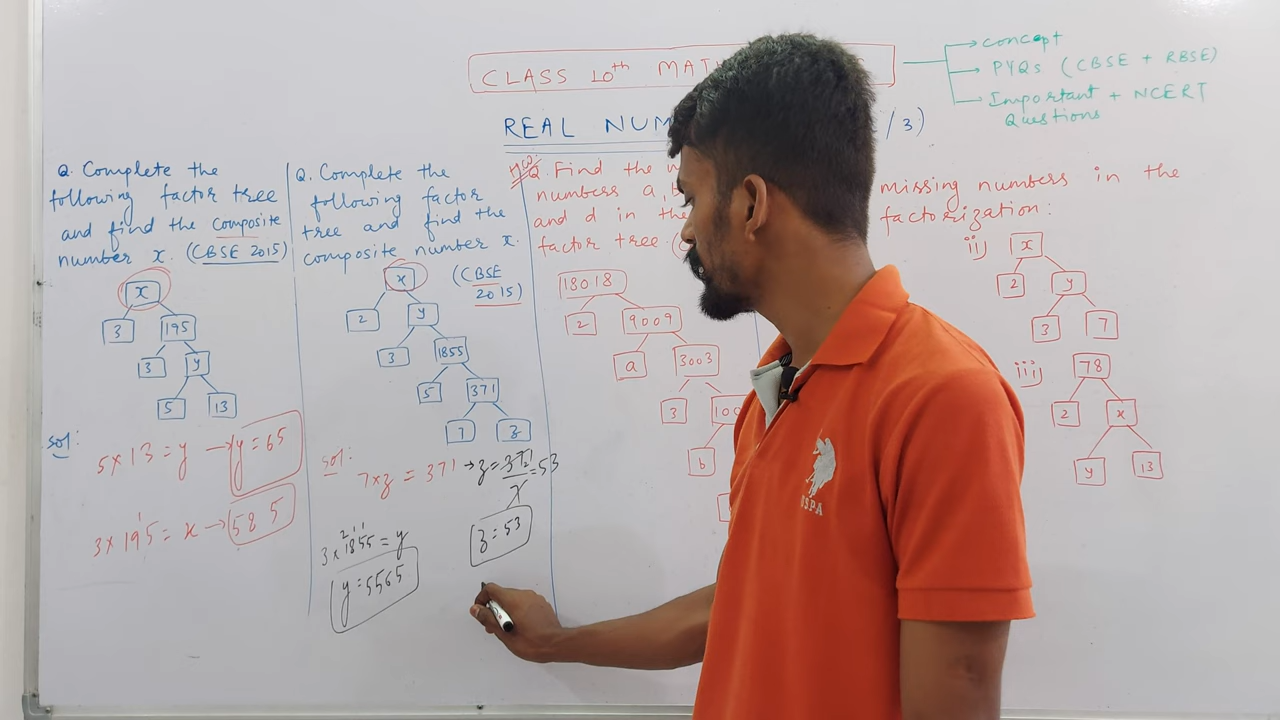 CLASS 10th MAT
concept
PYQs (CBSE + RBSE)
Important + NCERT
Questions
REAL NUM
/3)
Q. Complete the
following factor tree
and find the composite
number x. (CBSE 2015)
x
3
195
3
y
5
13
Sol:
5 x 13 = y → y = 65
3 x 195 = x → 585
Q. Complete the
following factor
tree and find the
composite number x.
(CBSE
2015)
x
2
y
3
1855
5
371
7
z
Sol:
7 x z = 371 → z = 371/7 = 53
z = 53
3 x 1855 = y
y = 5565
Q. Find the
numbers a,
and d in the
factor tree.
18018
2
9009
a
3003
3
100
b
missing numbers in the
factorization:
ii)
x
2
y
3
7
iii)
78
2
x
y
13
USPA